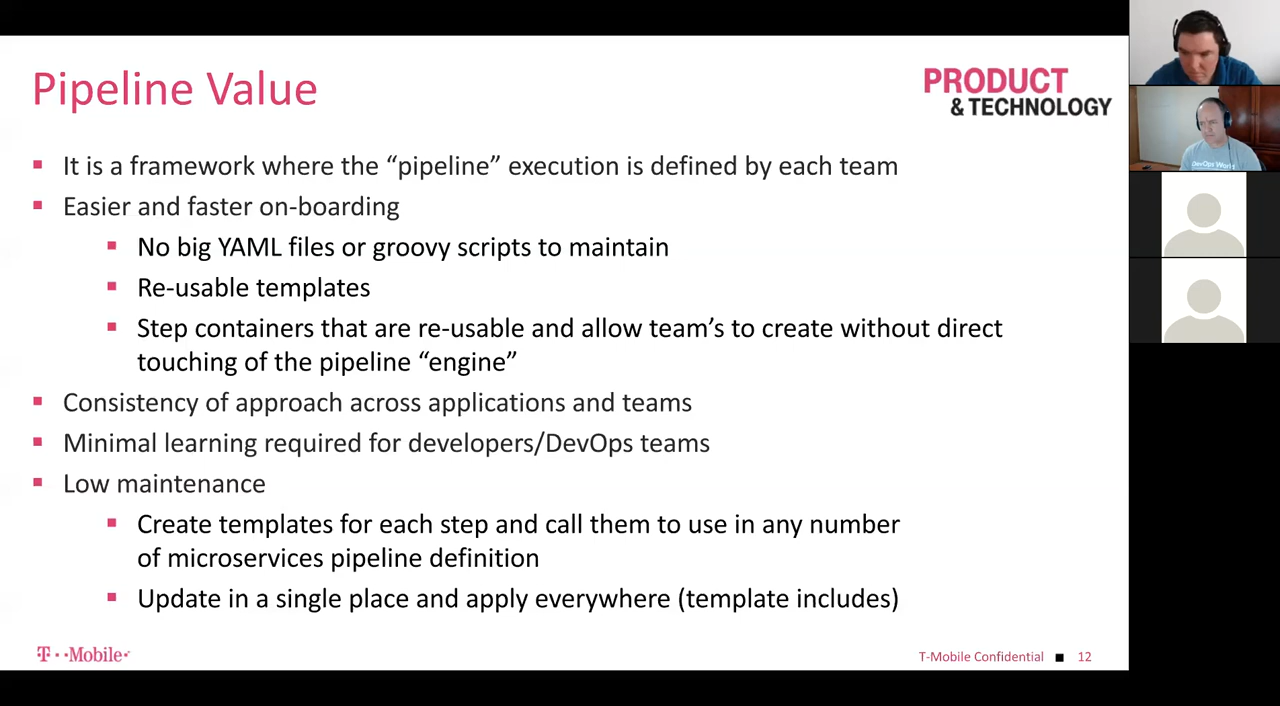 Pipeline Value
PRODUCT
& TECHNOLOGY
It is a framework where the “pipeline” execution is defined by each team
Easier and faster on-boarding
No big YAML files or groovy scripts to maintain
Re-usable templates
Step containers that are re-usable and allow team’s to create without direct
touching of the pipeline “engine”
Consistency of approach across applications and teams
Minimal learning required for developers/DevOps teams
Low maintenance
Create templates for each step and call them to use in any number
of microservices pipeline definition
Update in a single place and apply everywhere (template includes)
T··Mobile·
T-Mobile Confidential ■ 12
DevOps World